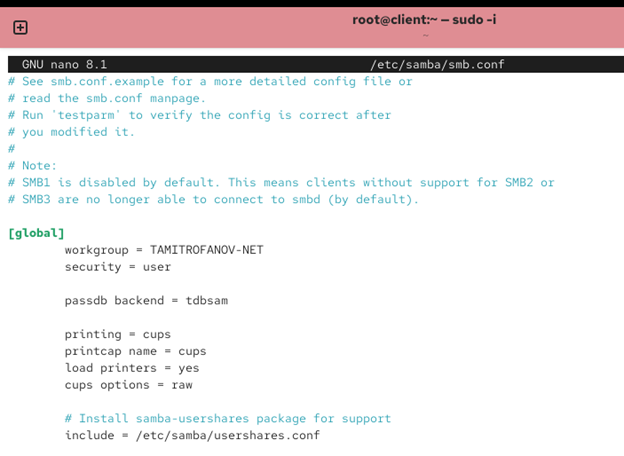 root@client:~ — sudo -i
~
GNU nano 8.1 /etc/samba/smb.conf
# See smb.conf.example for a more detailed config file or
# read the smb.conf manpage.
# Run 'testparm' to verify the config is correct after
# you modified it.
#
# Note:
# SMB1 is disabled by default. This means clients without support for SMB2 or
# SMB3 are no longer able to connect to smbd (by default).
[global]
workgroup = TAMITROFANOV-NET
security = user
passdb backend = tdbsam
printing = cups
printcap name = cups
load printers = yes
cups options = raw
# Install samba-usershares package for support
include = /etc/samba/usershares.conf